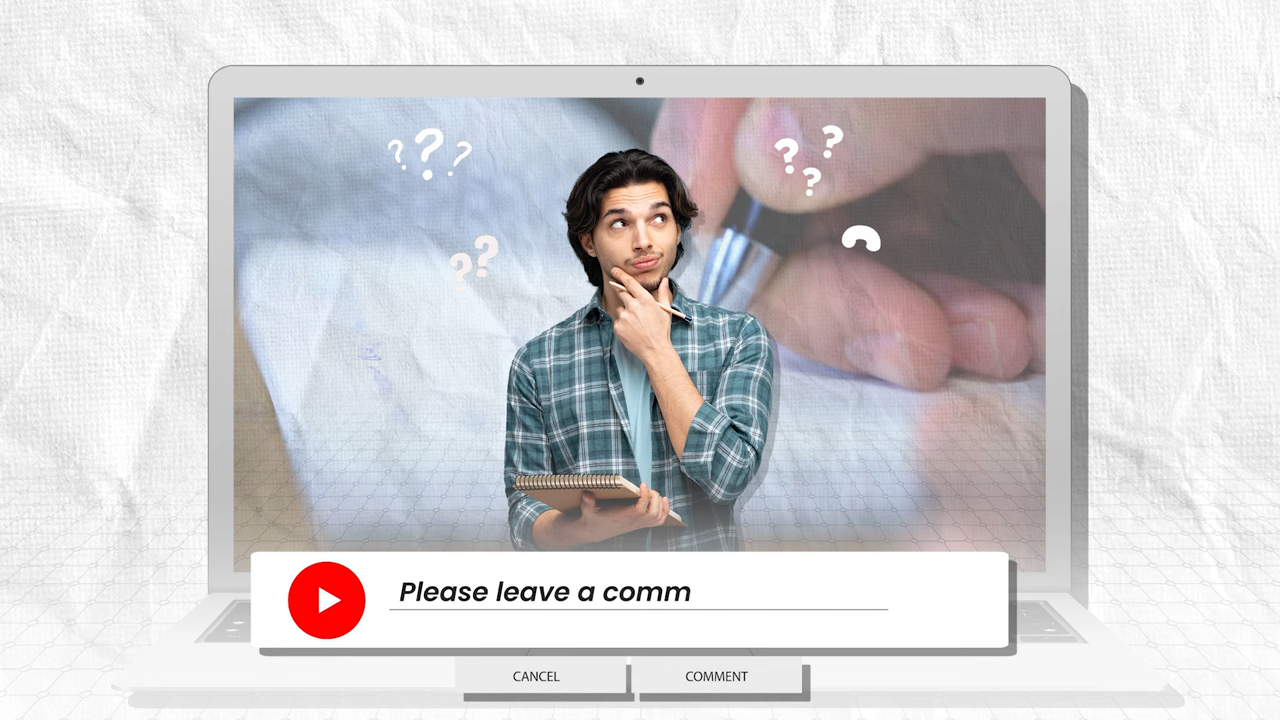 ? ? ?
? ?
?
? ?
Please leave a comm
CANCEL
COMMENT